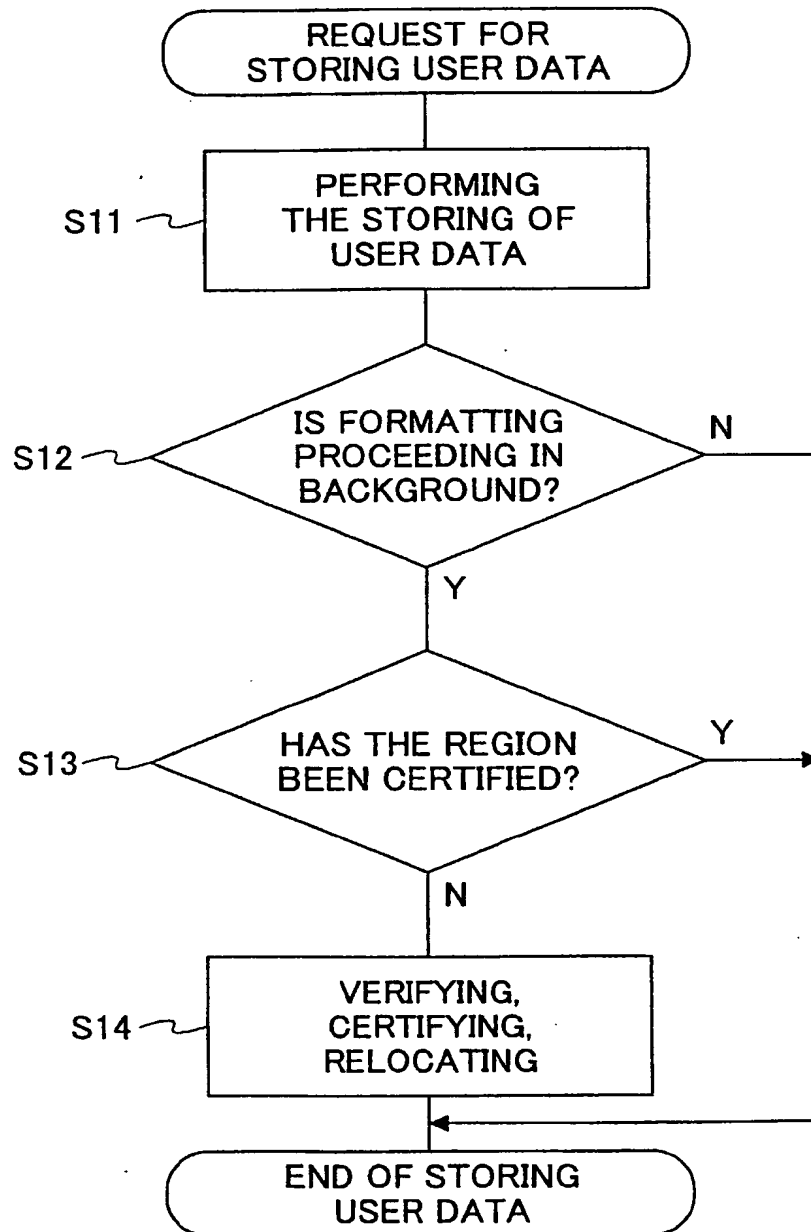 REQUEST FOR
STORING USER DATA
S11
PERFORMING
THE STORING OF
USER DATA
S12
IS FORMATTING
PROCEEDING IN
BACKGROUND?
N
Y
S13
HAS THE REGION
BEEN CERTIFIED?
Y
N
S14
VERIFYING,
CERTIFYING,
RELOCATING
END OF STORING
USER DATA